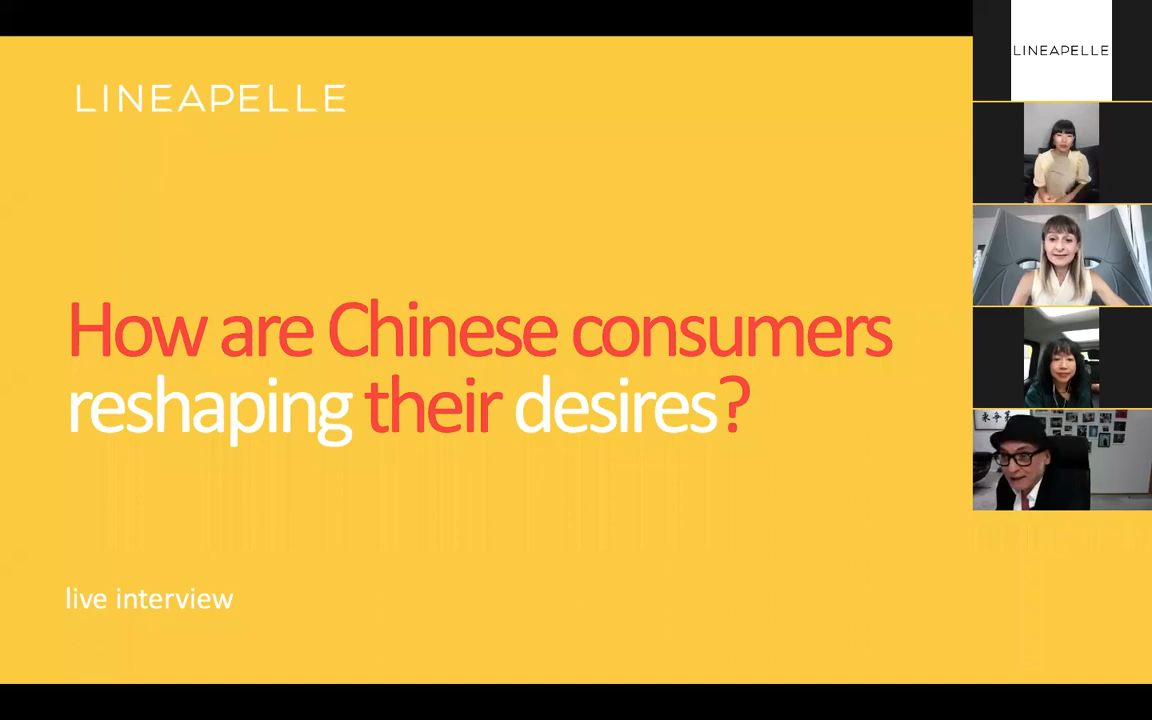 LINEAPELLE
How are Chinese consumers
reshaping their desires?
live interview
LINEAPELLE